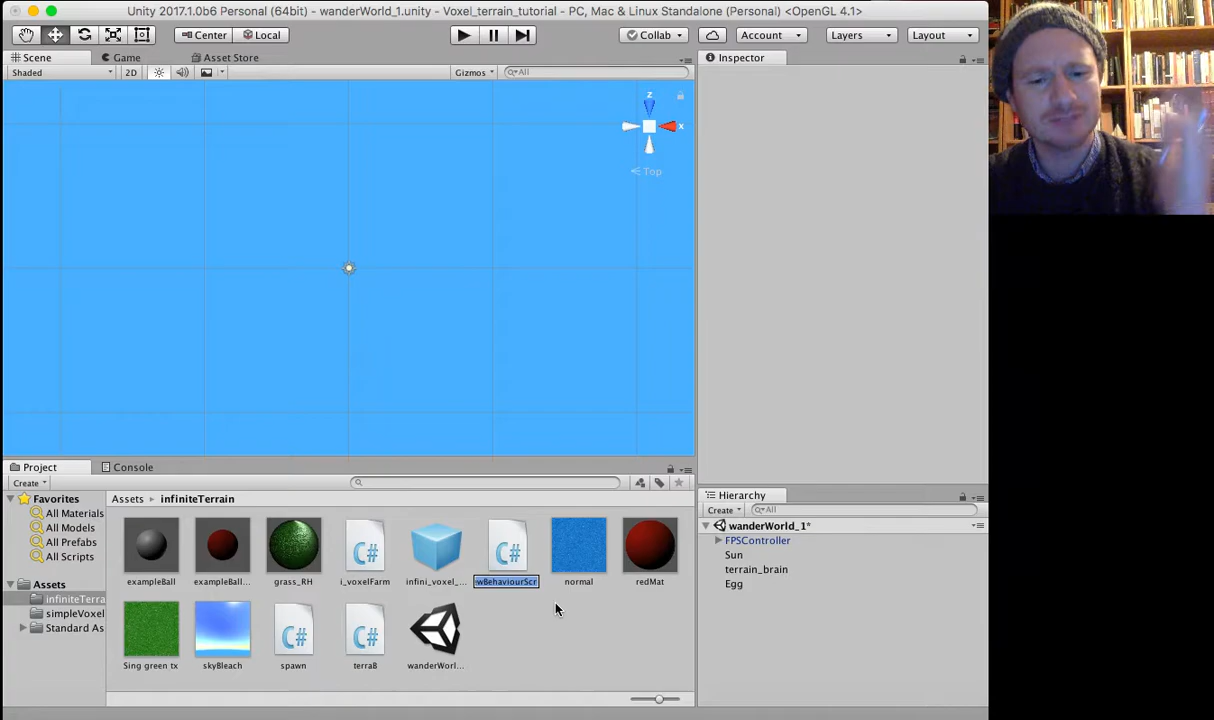 Unity 2017.1.0b6 Personal (64bit) - wanderWorld_1.unity - Voxel_terrain_tutorial - PC, Mac & Linux Standalone (Personal) <OpenGL 4.1>
Center Local Collab Account Layers Layout
Scene Game Asset Store
Shaded 2D Gizmos All
z
x
Top
Inspector
Project Console
Create
Favorites
All Materials
All Models
All Prefabs
All Scripts
Assets
infiniteTerra
simpleVoxel
Standard As
Assets infiniteTerrain
exampleBall exampleBall... grass_RH i_voxelFarm infini_voxel_... wBehaviourScr normal redMat
Sing green tx skyBleach spawn terraB wanderWorl...
C# C# C# C#
Hierarchy
Create All
wanderWorld_1*
FPSController
Sun
terrain_brain
Egg